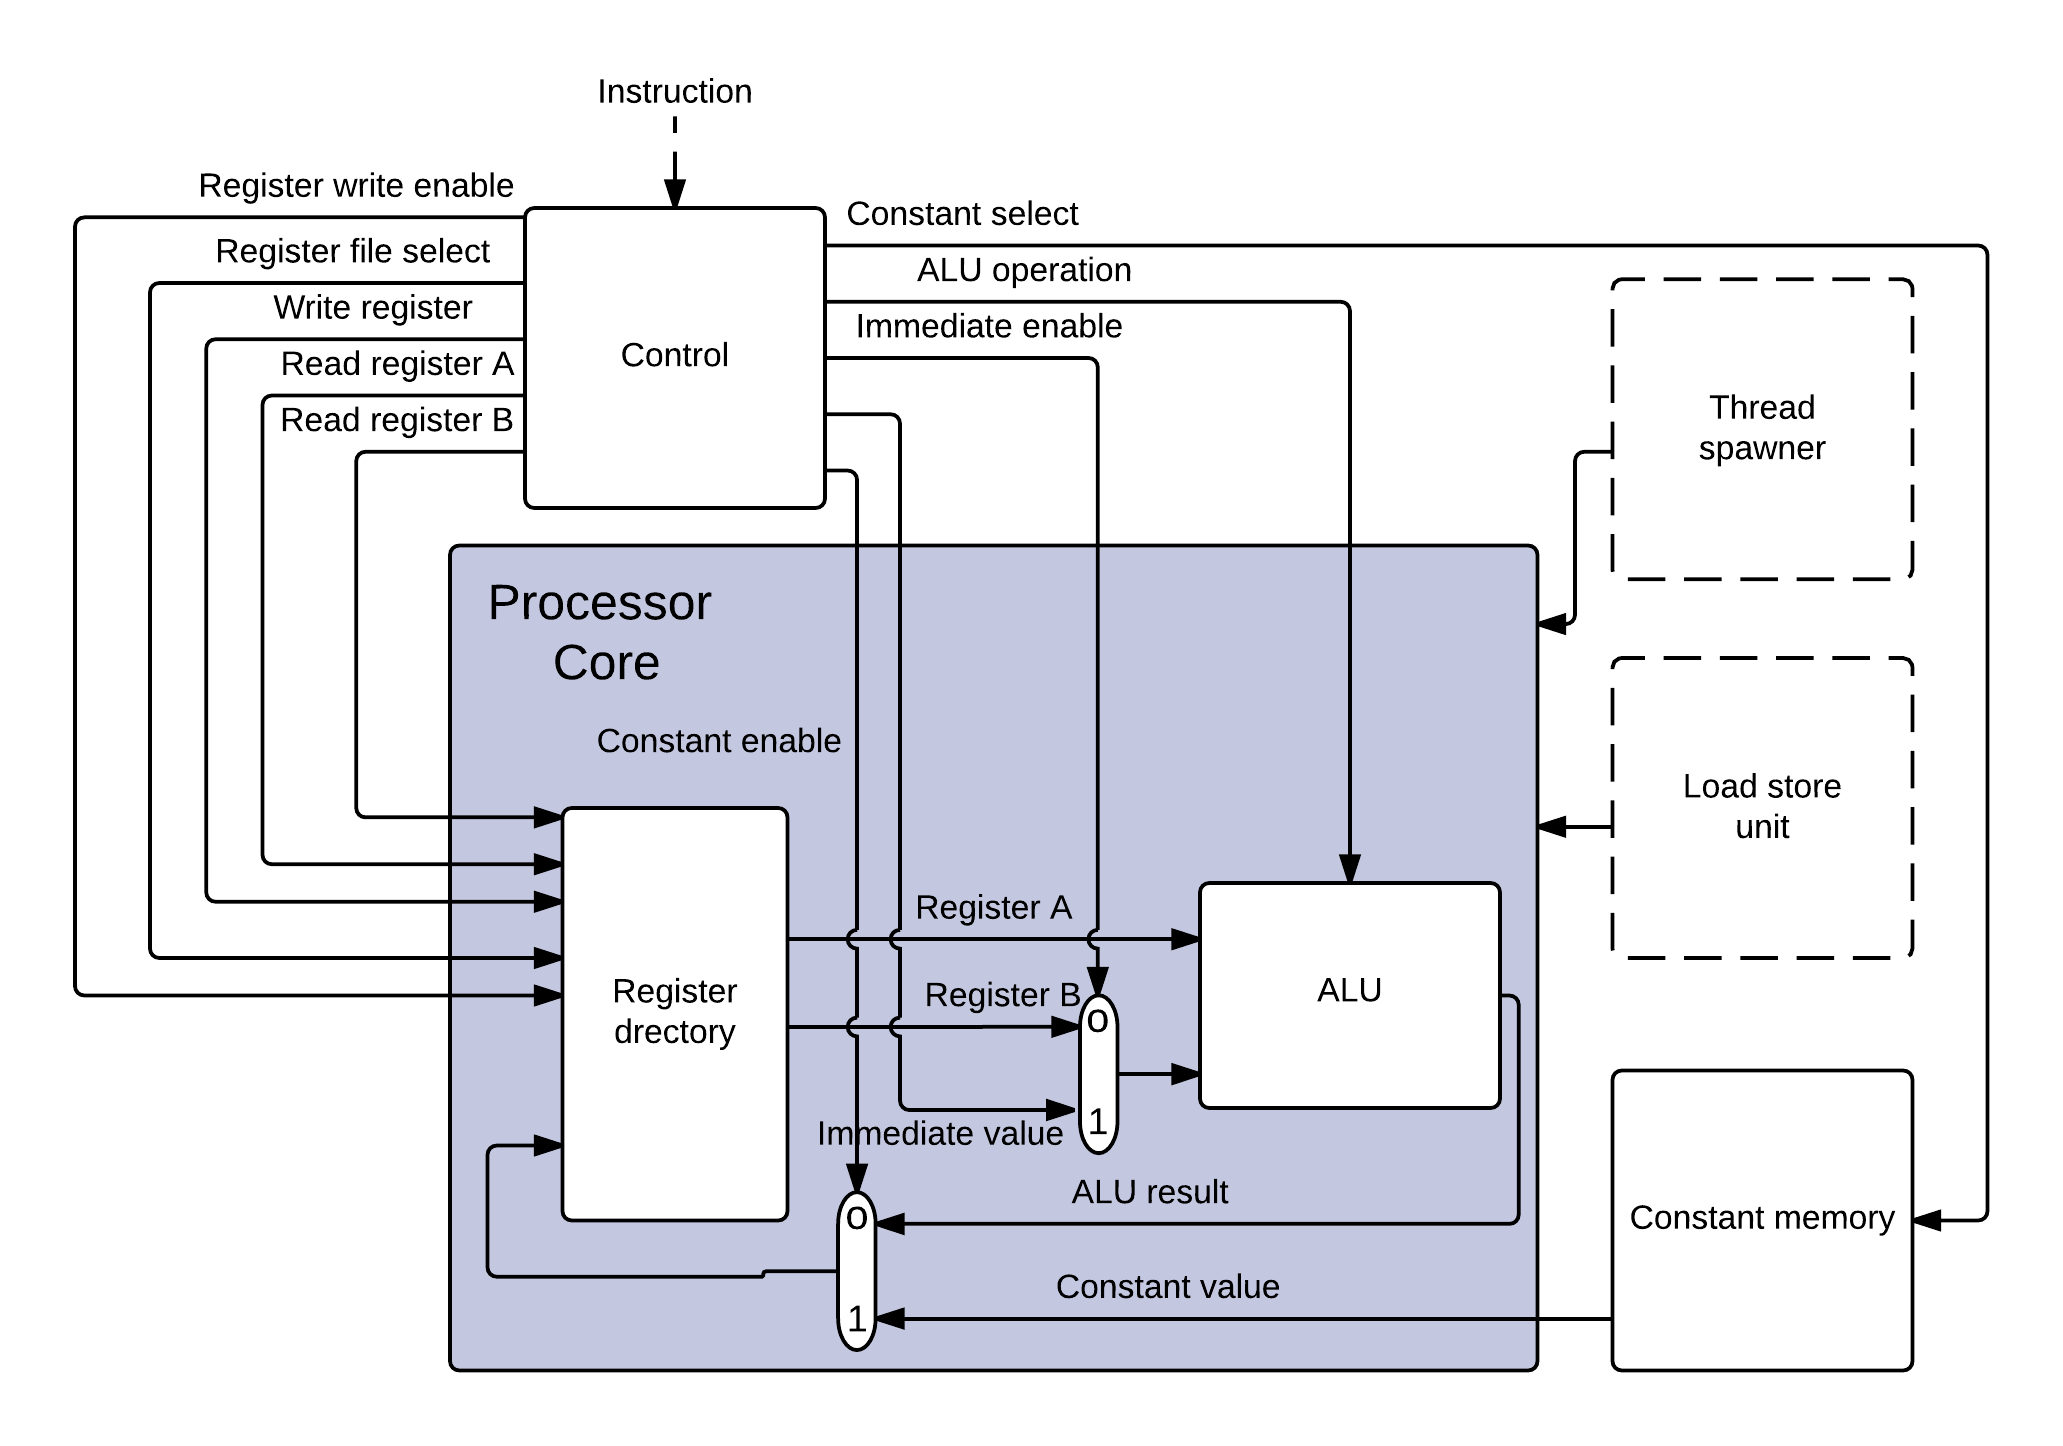 Instruction
Register write enable
Constant select
Register file select
ALU operation
Write register
Immediate enable
Control
Read register A
Read register B
Thread
spawner
Processor
Core
Constant enable
Load store
unit
Register A
Register B
Register
drectory
ALU
0
1
Immediate value
ALU result
0
1
Constant memory
Constant value